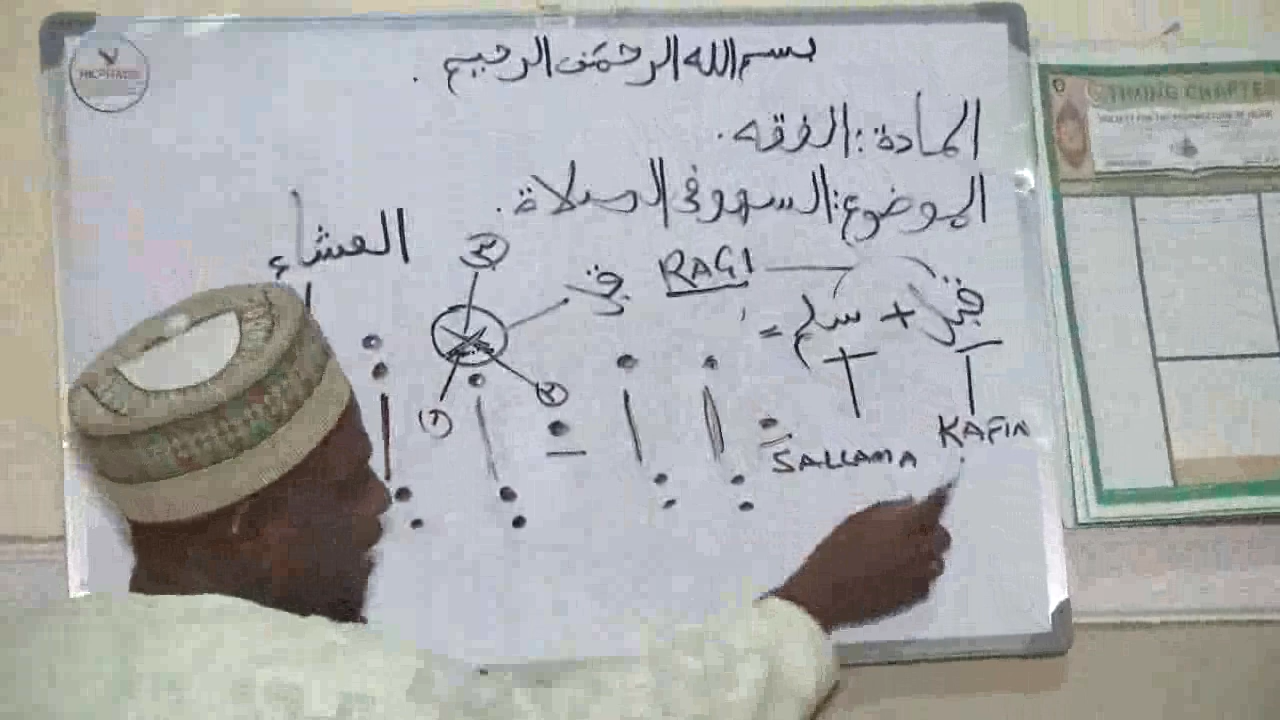 بسم الله الرحمن الرحيم.
المادة: الفقه.
الموضوع: السهو في الصلاة.
العشاء
RAGI
قبل + سلم =
SALLAMA
KAFIN